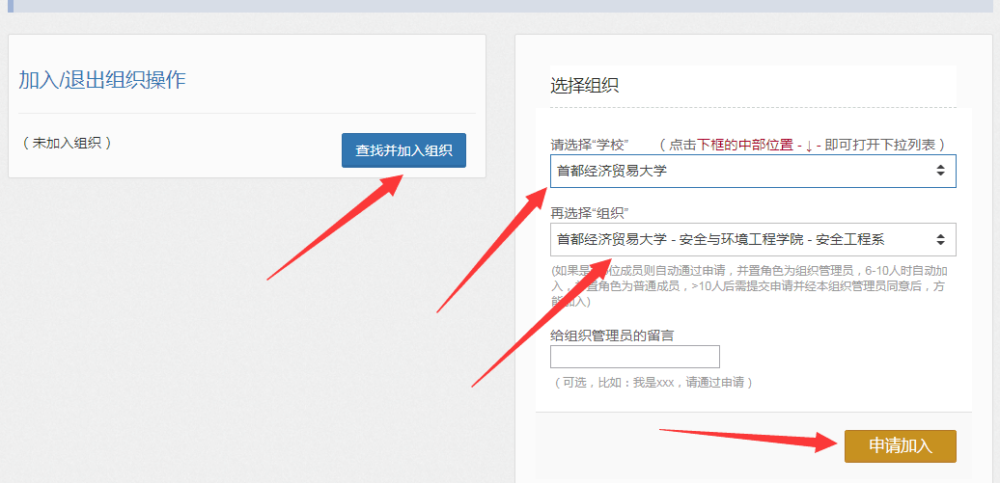 加入/退出组织操作
（未加入组织）
查找并加入组织
选择组织
请选择“学校” （点击下框的中部位置 - ↓ - 即可打开下拉列表）
首都经济贸易大学
再选择“组织”
首都经济贸易大学 - 安全与环境工程学院 - 安全工程系
(如果是 位成员则自动通过申请，并置角色为组织管理员，6-10人时自动加
入， 置角色为普通成员，>10人后需提交申请并经本组织管理员同意后，方
能加入)
给组织管理员的留言
（可选，比如：我是xxx，请通过申请）
申请加入